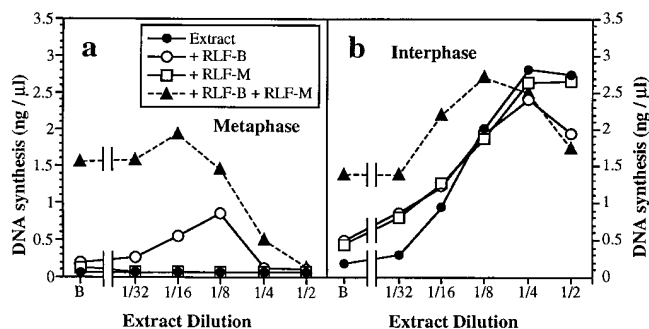 a
b
Extract
+ RLF-B
+ RLF-M
+ RLF-B + RLF-M
Metaphase
Interphase
DNA synthesis (ng / µl)
3.5
3
2.5
2
1.5
1
0.5
0
3.5
3
2.5
2
1.5
1
0.5
0
DNA synthesis (ng / µl)
B 1/32 1/16 1/8 1/4 1/2
B 1/32 1/16 1/8 1/4 1/2
Extract Dilution
Extract Dilution